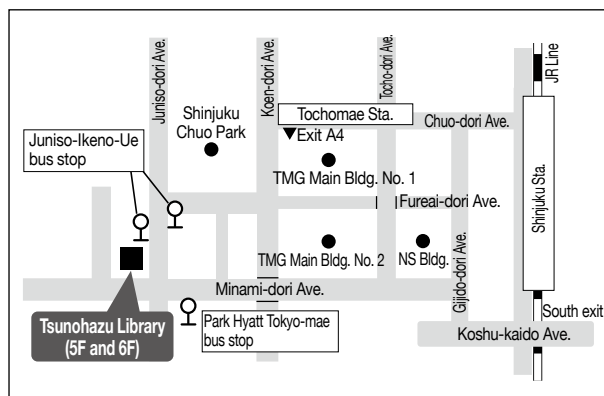 Juniso-dori Ave.
Koen-dori Ave.
Tocho-dori Ave.
JR Line
Shinjuku
Chuo Park
Tochomae Sta.
Exit A4
Chuo-dori Ave.
Juniso-Ikeno-Ue
bus stop
TMG Main Bldg. No. 1
Fureai-dori Ave.
Shinjuku Sta.
TMG Main Bldg. No. 2
NS Bldg.
Gijido-dori Ave.
Minami-dori Ave.
Tsunohazu Library
(5F and 6F)
Park Hyatt Tokyo-mae
bus stop
South exit
Koshu-kaido Ave.